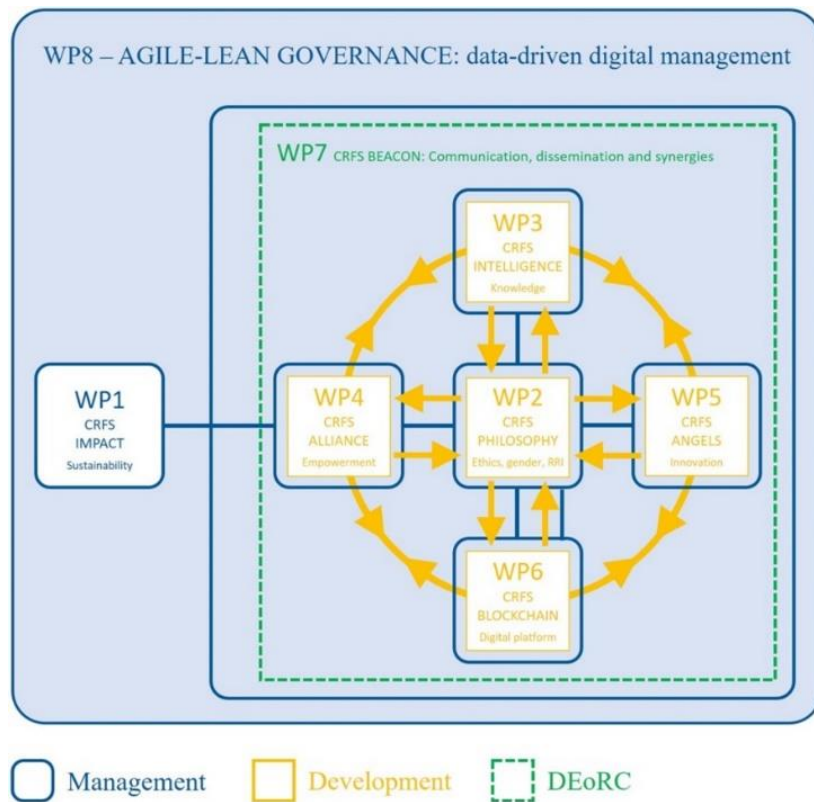 WP8 – AGILE-LEAN GOVERNANCE: data-driven digital management
WP7 CRFS BEACON: Communication, dissemination and synergies
WP3
CRFS
INTELLIGENCE
Knowledge
WP1
CRFS
IMPACT
Sustainability
WP4
CRFS
ALLIANCE
Empowerment
WP2
CRFS
PHILOSOPHY
Ethics, gender, RRI
WP5
CRFS
ANGELS
Innovation
WP6
CRFS
BLOCKCHAIN
Digital platform
Management
Development
DEoRC